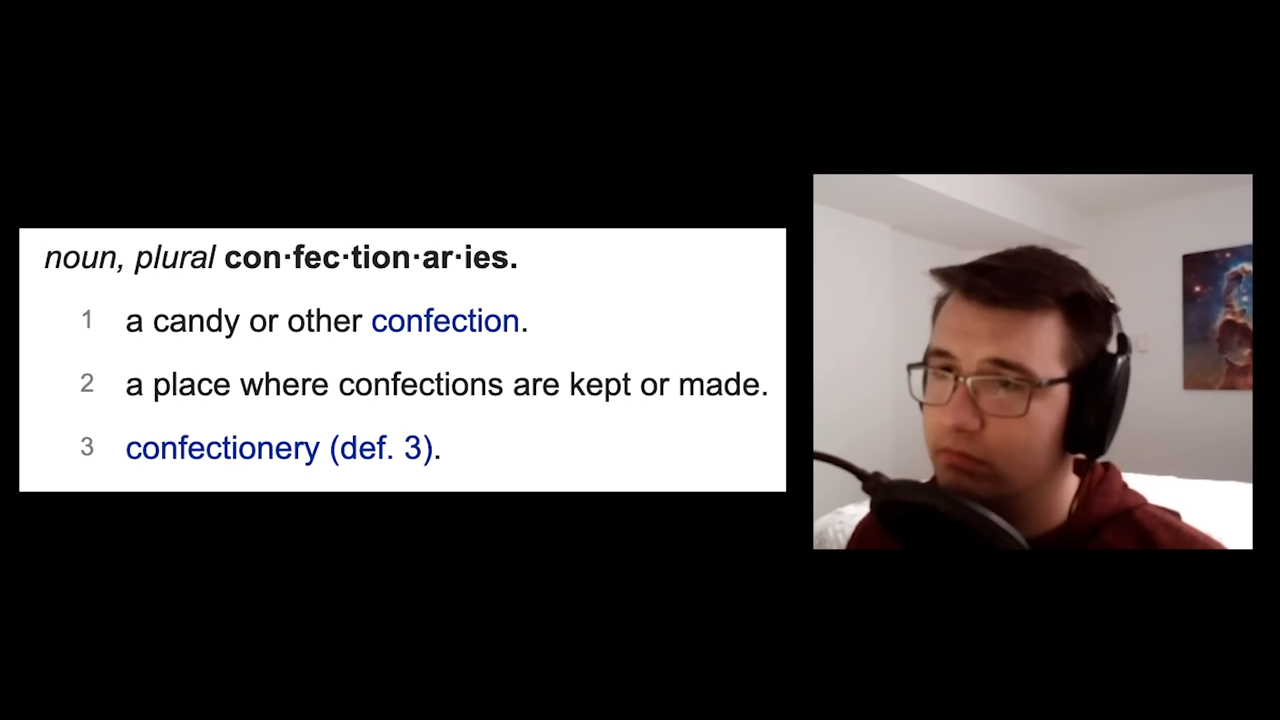 noun, plural con·fec·tion·ar·ies.
1 a candy or other confection.
2 a place where confections are kept or made.
3 confectionery (def. 3).